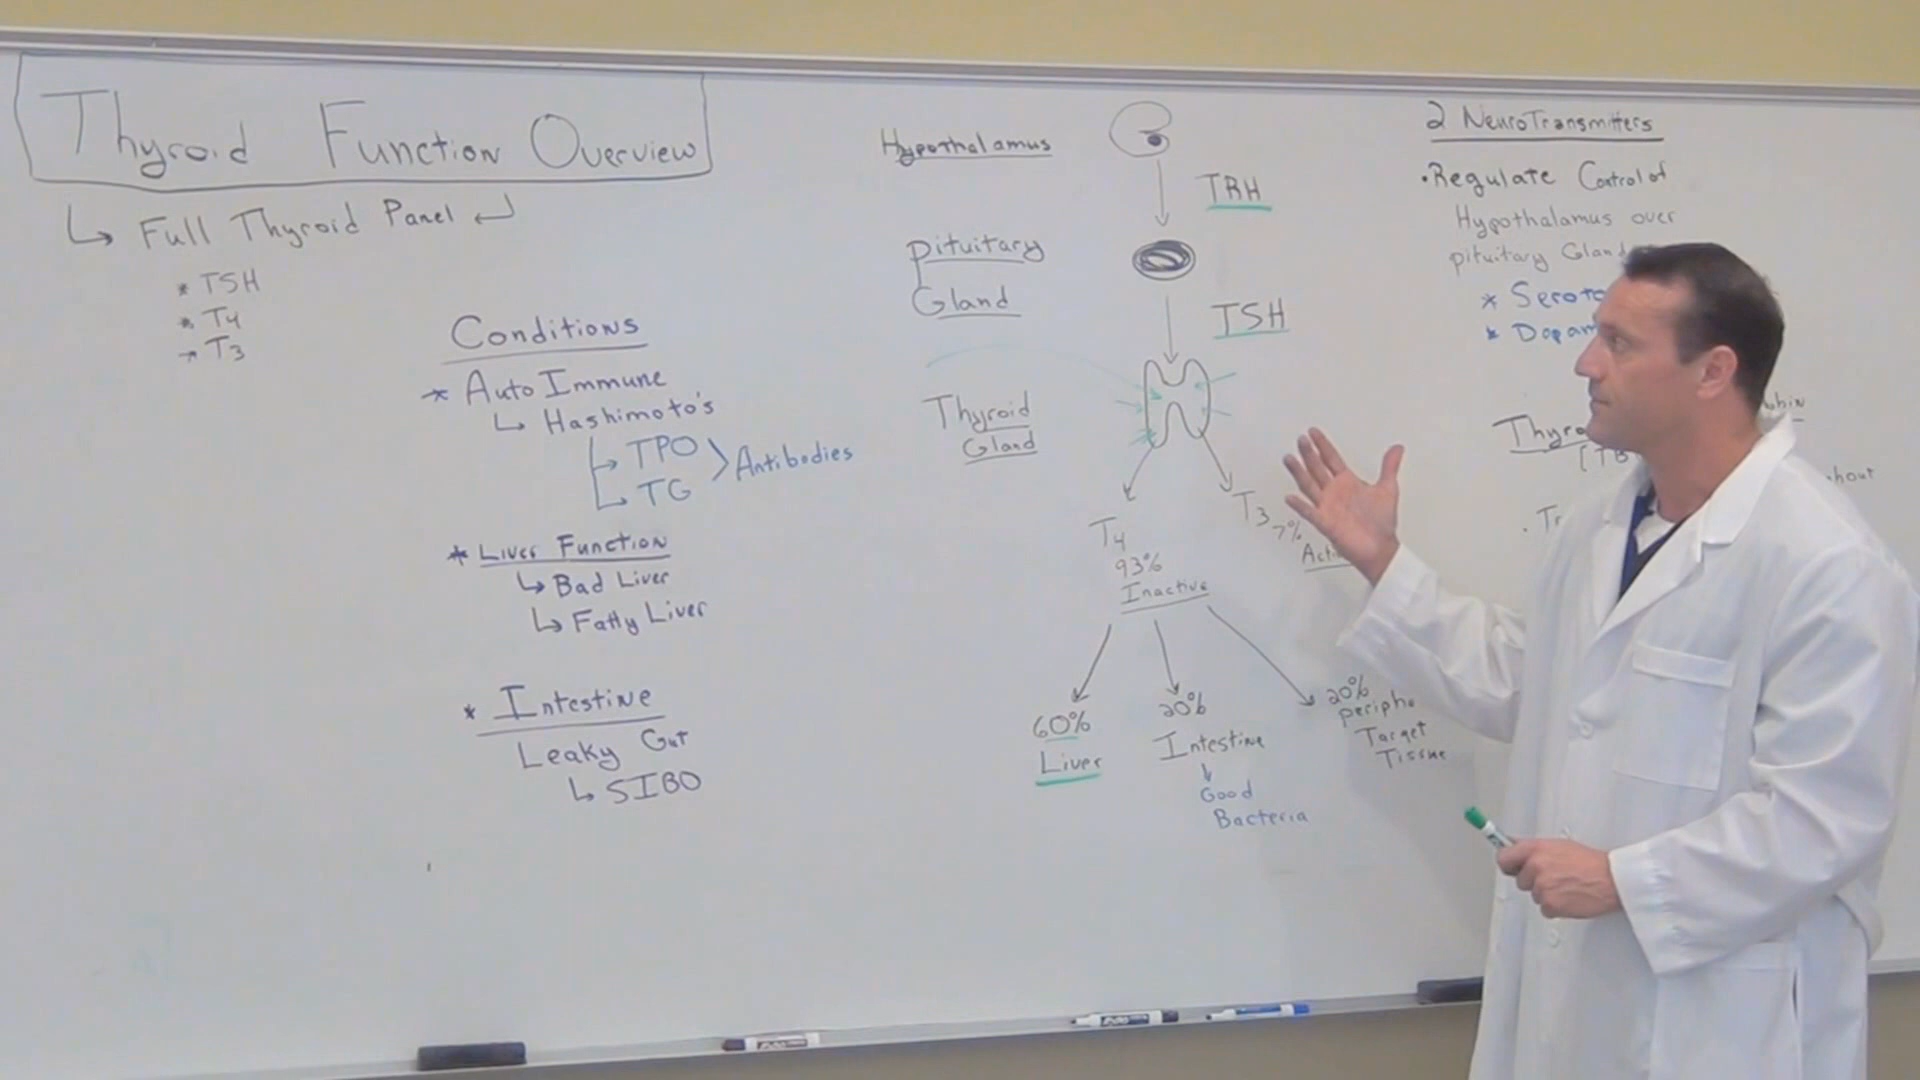 Thyroid Function Overview
Full Thyroid Panel
* TSH
* T4
T3
Conditions
* Auto Immune
Hashimoto's
TPO
TG
Antibodies
* Liver Function
Bad Liver
Fatty Liver
* Intestine
Leaky Gut
SIBO
Hypothalamus
TRH
Pituitary
Gland
TSH
Thyroid
Gland
T4
93%
Inactive
T3
7%
60%
Liver
20%
Intestine
Good
Bacteria
20%
Periphe
Target
Tissue
2 NeuroTransmitters
• Regulate Control of
Hypothalamus over
pituitary Gland
*
*